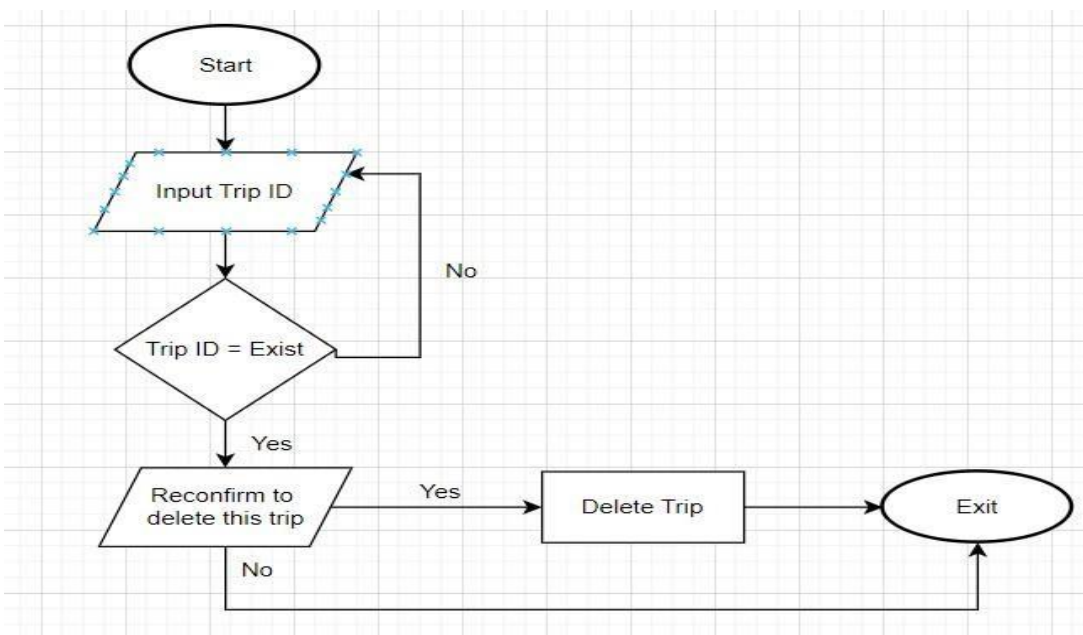 Start
Input Trip ID
No
Trip ID = Exist
Yes
Reconfirm to
delete this trip
Yes
Delete Trip
Exit
No